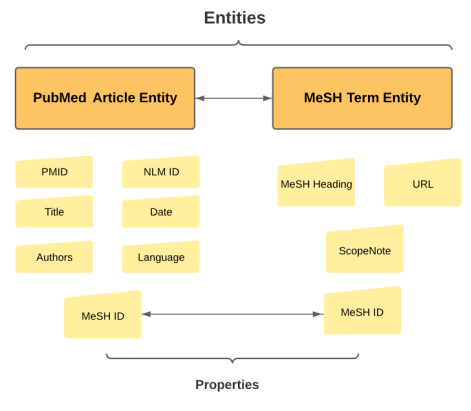 Entities
PubMed Article Entity
MeSH Term Entity
PMID
NLM ID
MeSH Heading
URL
Title
Date
Authors
Language
ScopeNote
MeSH ID
MeSH ID
Properties